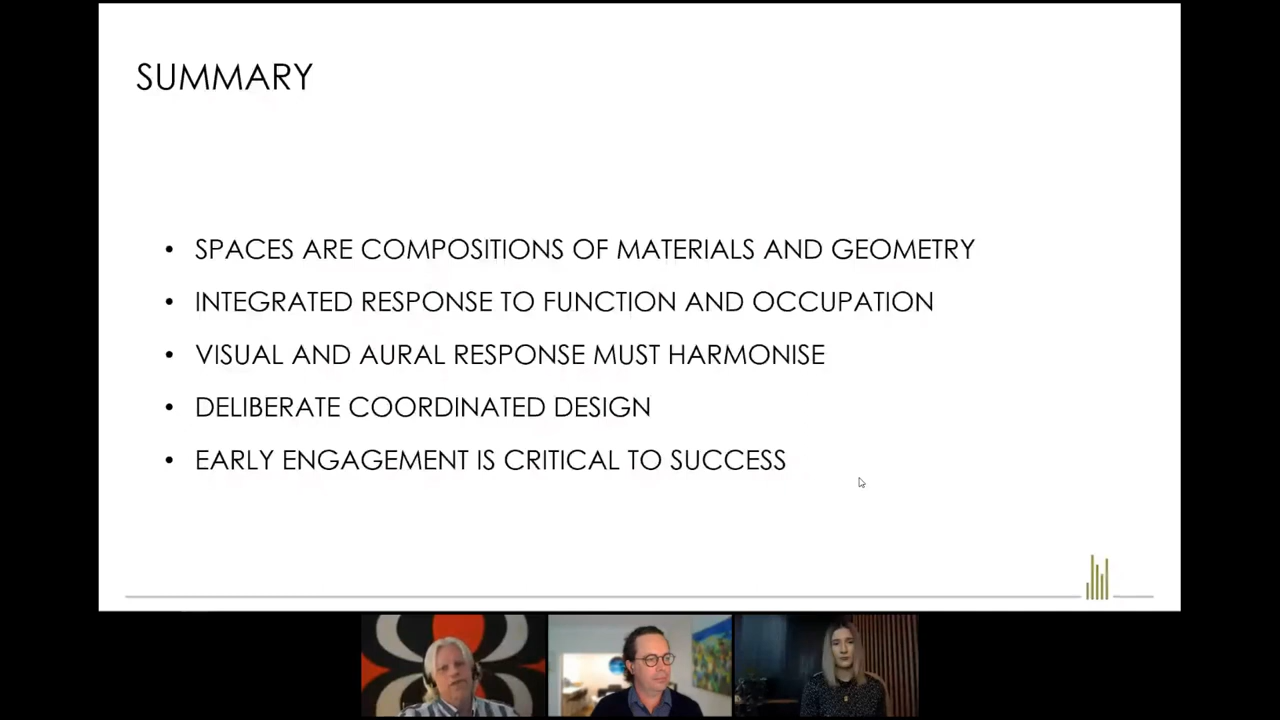 SUMMARY
• SPACES ARE COMPOSITIONS OF MATERIALS AND GEOMETRY
• INTEGRATED RESPONSE TO FUNCTION AND OCCUPATION
• VISUAL AND AURAL RESPONSE MUST HARMONISE
• DELIBERATE COORDINATED DESIGN
• EARLY ENGAGEMENT IS CRITICAL TO SUCCESS